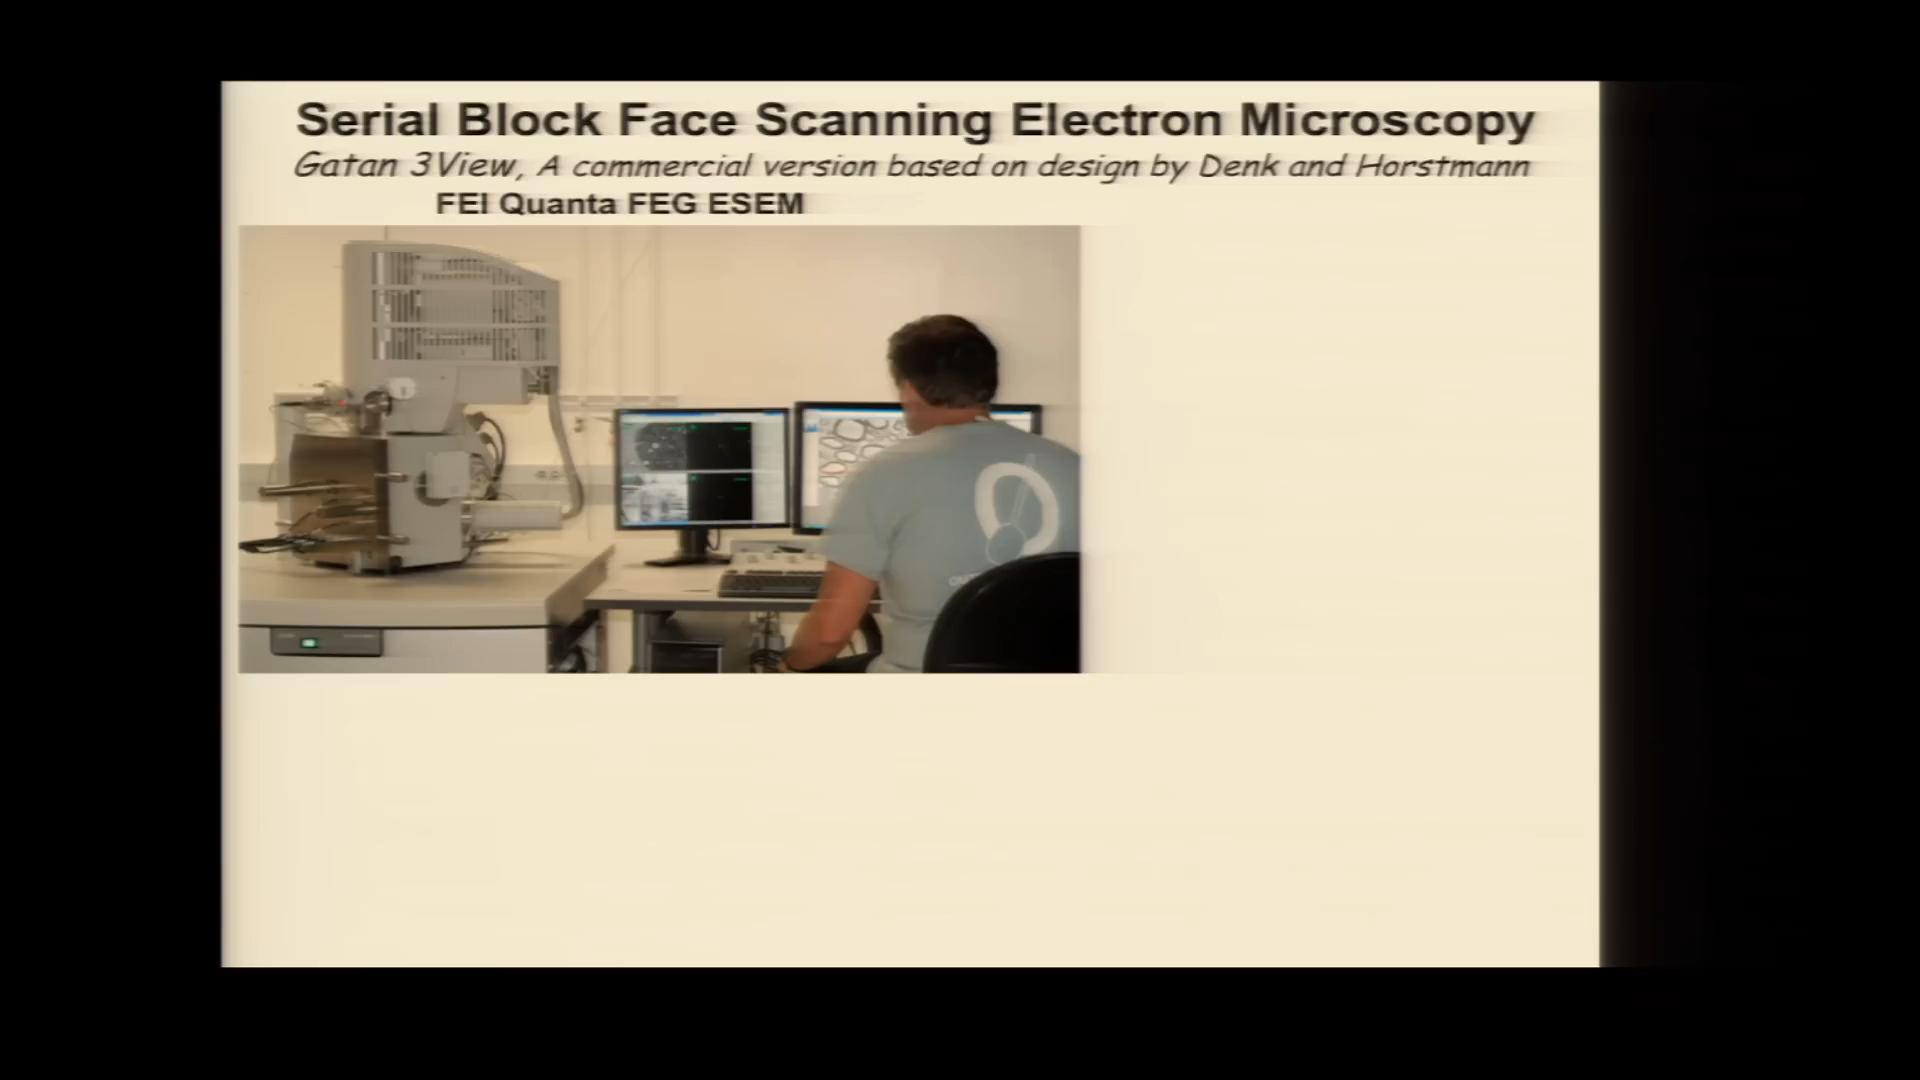 Serial Block Face Scanning Electron Microscopy
Gatan 3View, A commercial version based on design by Denk and Horstmann
FEI Quanta FEG ESEM